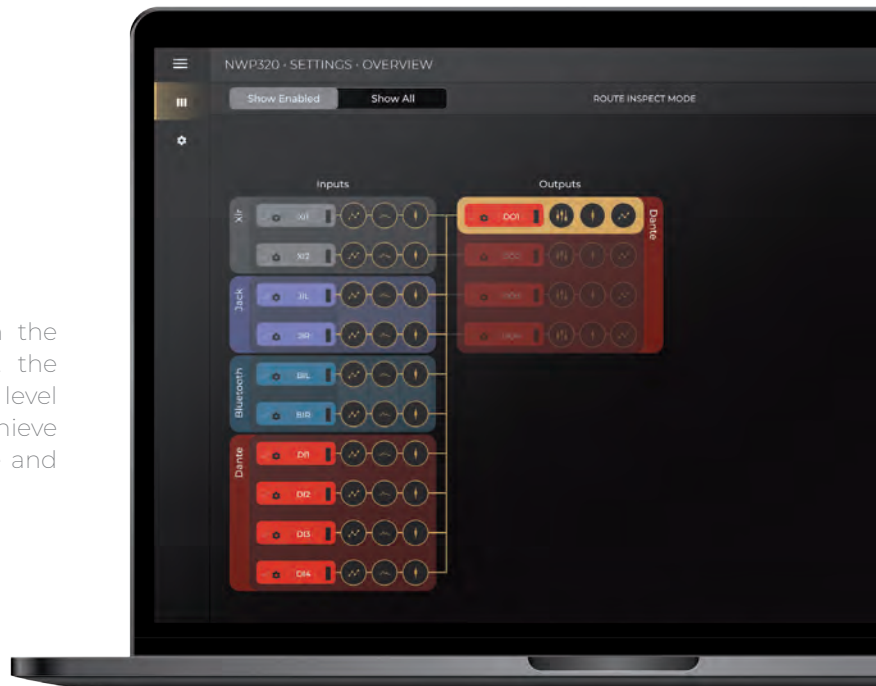 NWP320 • SETTINGS • OVERVIEW
Show Enabled Show All ROUTE INSPECT MODE
Inputs Outputs
Xlr
XI1
XI2
Jack
JIL
JIR
Bluetooth
BIL
BIR
Dante
DI1
DI2
DI3
DI4
DO1
Dante
the
the
level
and